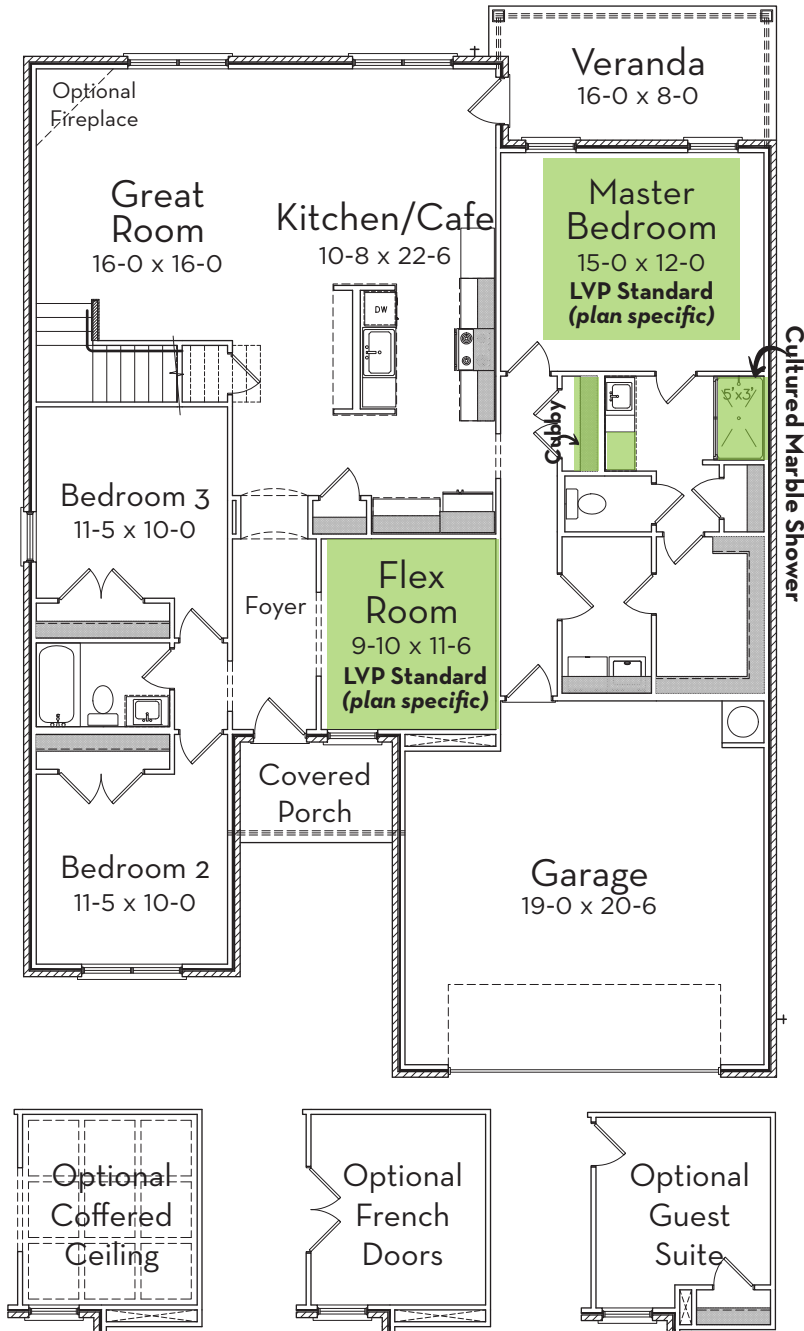 Veranda
16-0 x 8-0
Optional
Fireplace
Great
Room
16-0 x 16-0
Kitchen/Cafe
10-8 x 22-6
Master
Bedroom
15-0 x 12-0
LVP Standard
(plan specific)
DW
Cubby
5'x3'
Cultured Marble Shower
Bedroom 3
11-5 x 10-0
Foyer
Flex
Room
9-10 x 11-6
LVP Standard
(plan specific)
Covered
Porch
Bedroom 2
11-5 x 10-0
Garage
19-0 x 20-6
Optional
Coffered
Ceiling
Optional
French
Doors
Optional
Guest
Suite